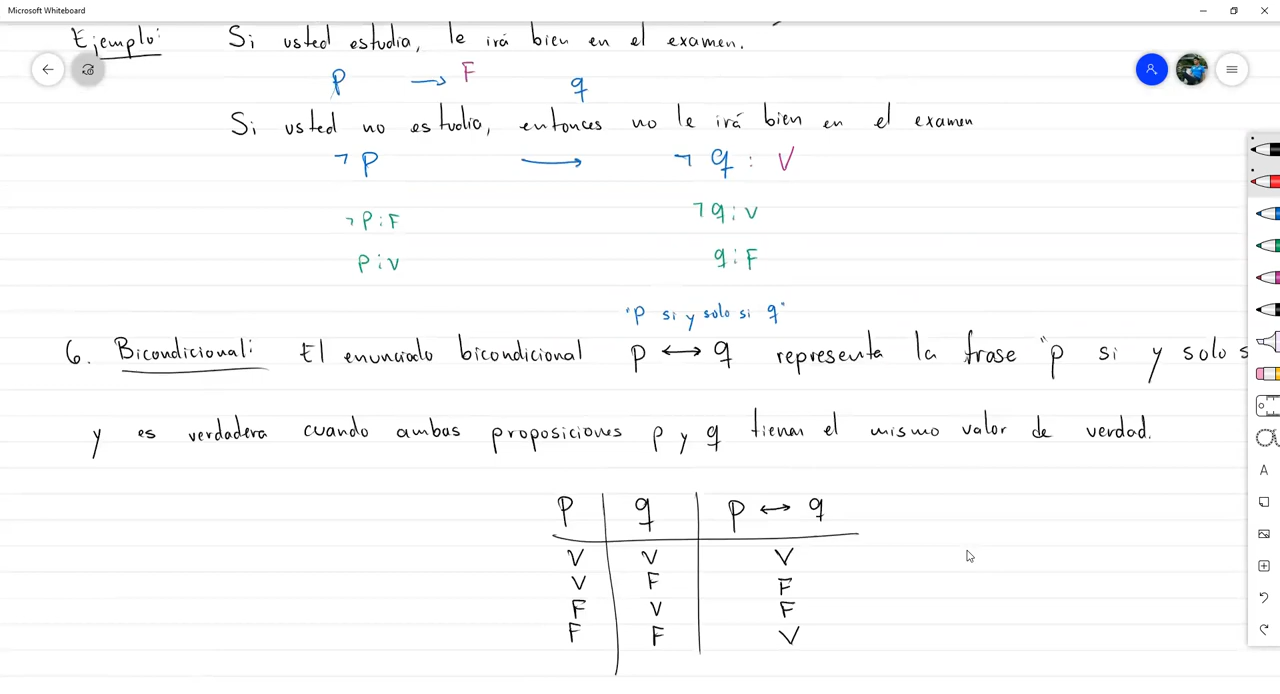 Microsoft Whiteboard
Ejemplo: Si usted estudia, le irá bien en el examen.
p → F q
Si usted no estudia, entonces no le irá bien en el examen
¬ p → ¬ q : V
¬p : F ¬q : V
p : V q : F
"p si y solo si q"
6. Bicondicional: El enunciado bicondicional p ↔ q representa la frase "p si y solo s
y es verdadera cuando ambas proposiciones p y q tienen el mismo valor de verdad.
p q p ↔ q
V V V
V F F
F V F
F F V
A